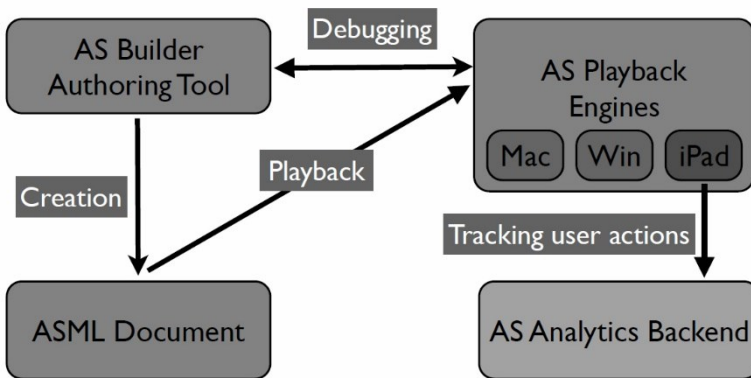 AS Builder
Authoring Tool
Debugging
AS Playback
Engines
Mac
Win
iPad
Creation
Playback
Tracking user actions
ASML Document
AS Analytics Backend